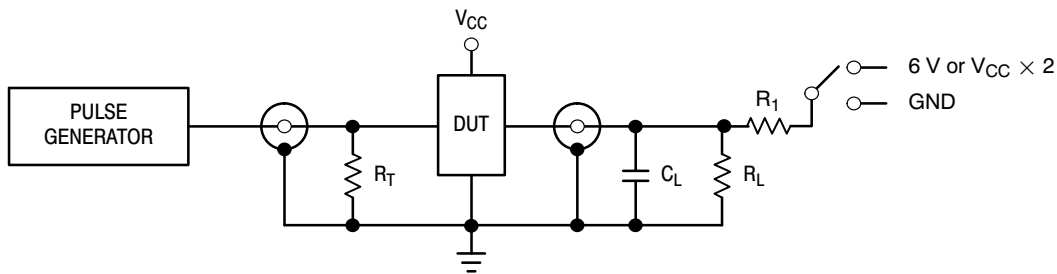 V_CC
6 V or V_CC × 2
GND
PULSE
GENERATOR
DUT
R_1
R_T
C_L
R_L